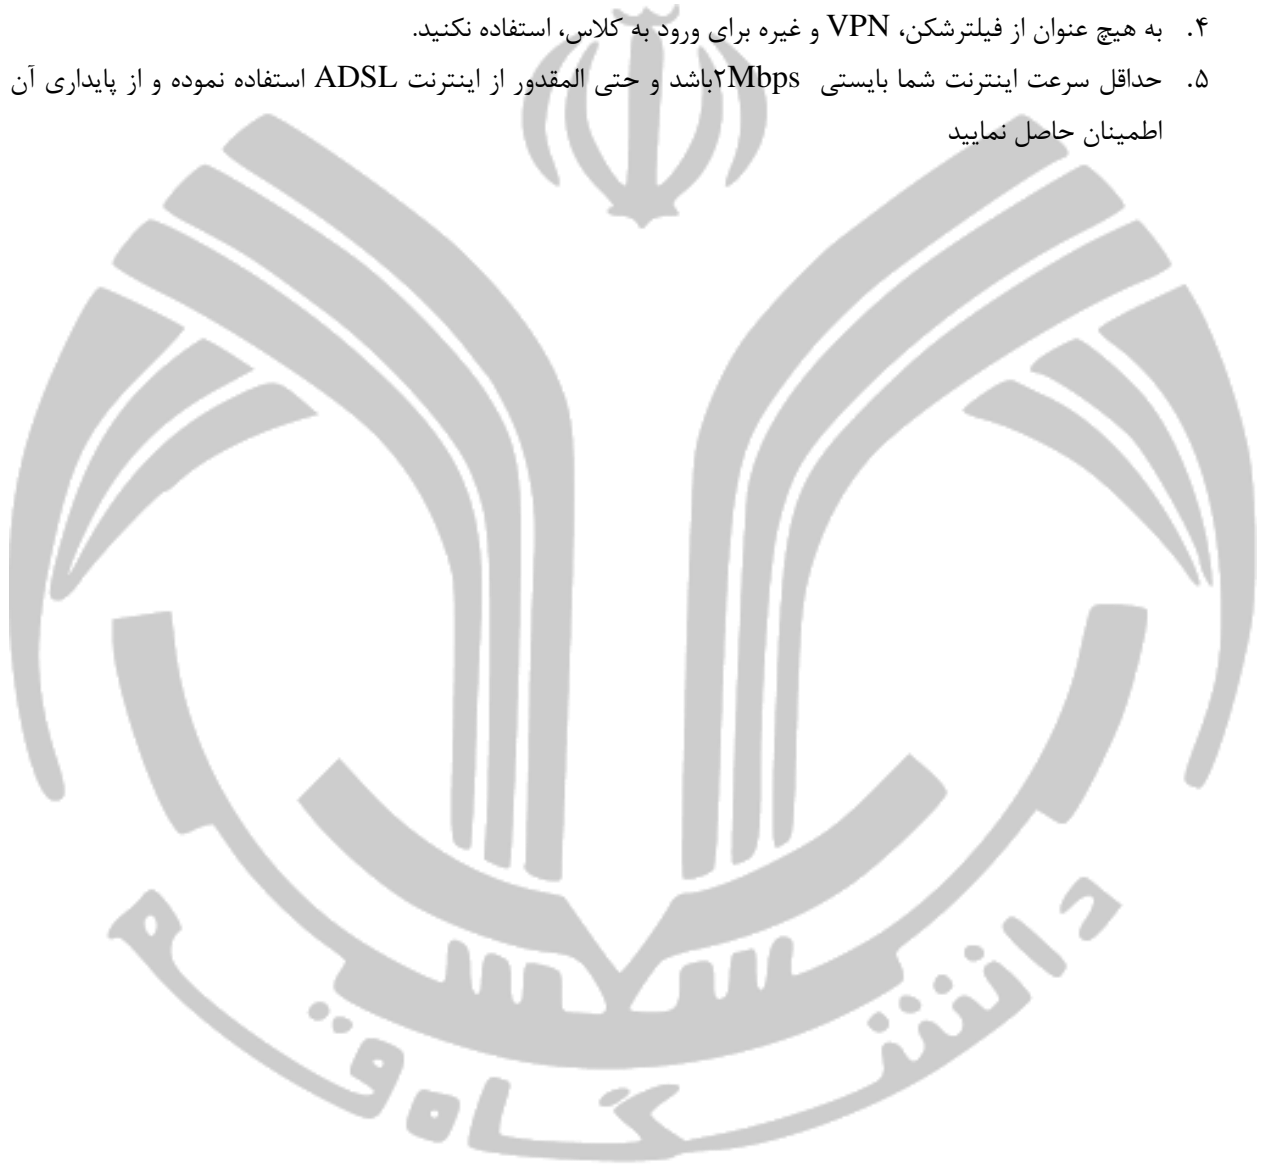 ۴. به هیچ عنوان از فیلترشکن، VPN و غیره برای ورود به کلاس، استفاده نکنید.
۵. حداقل سرعت اینترنت شما بایستی ۲Mbpsباشد و حتی المقدور از اینترنت ADSL استفاده نموده و از پایداری آن
اطمینان حاصل نمایید
دانشگاه قم